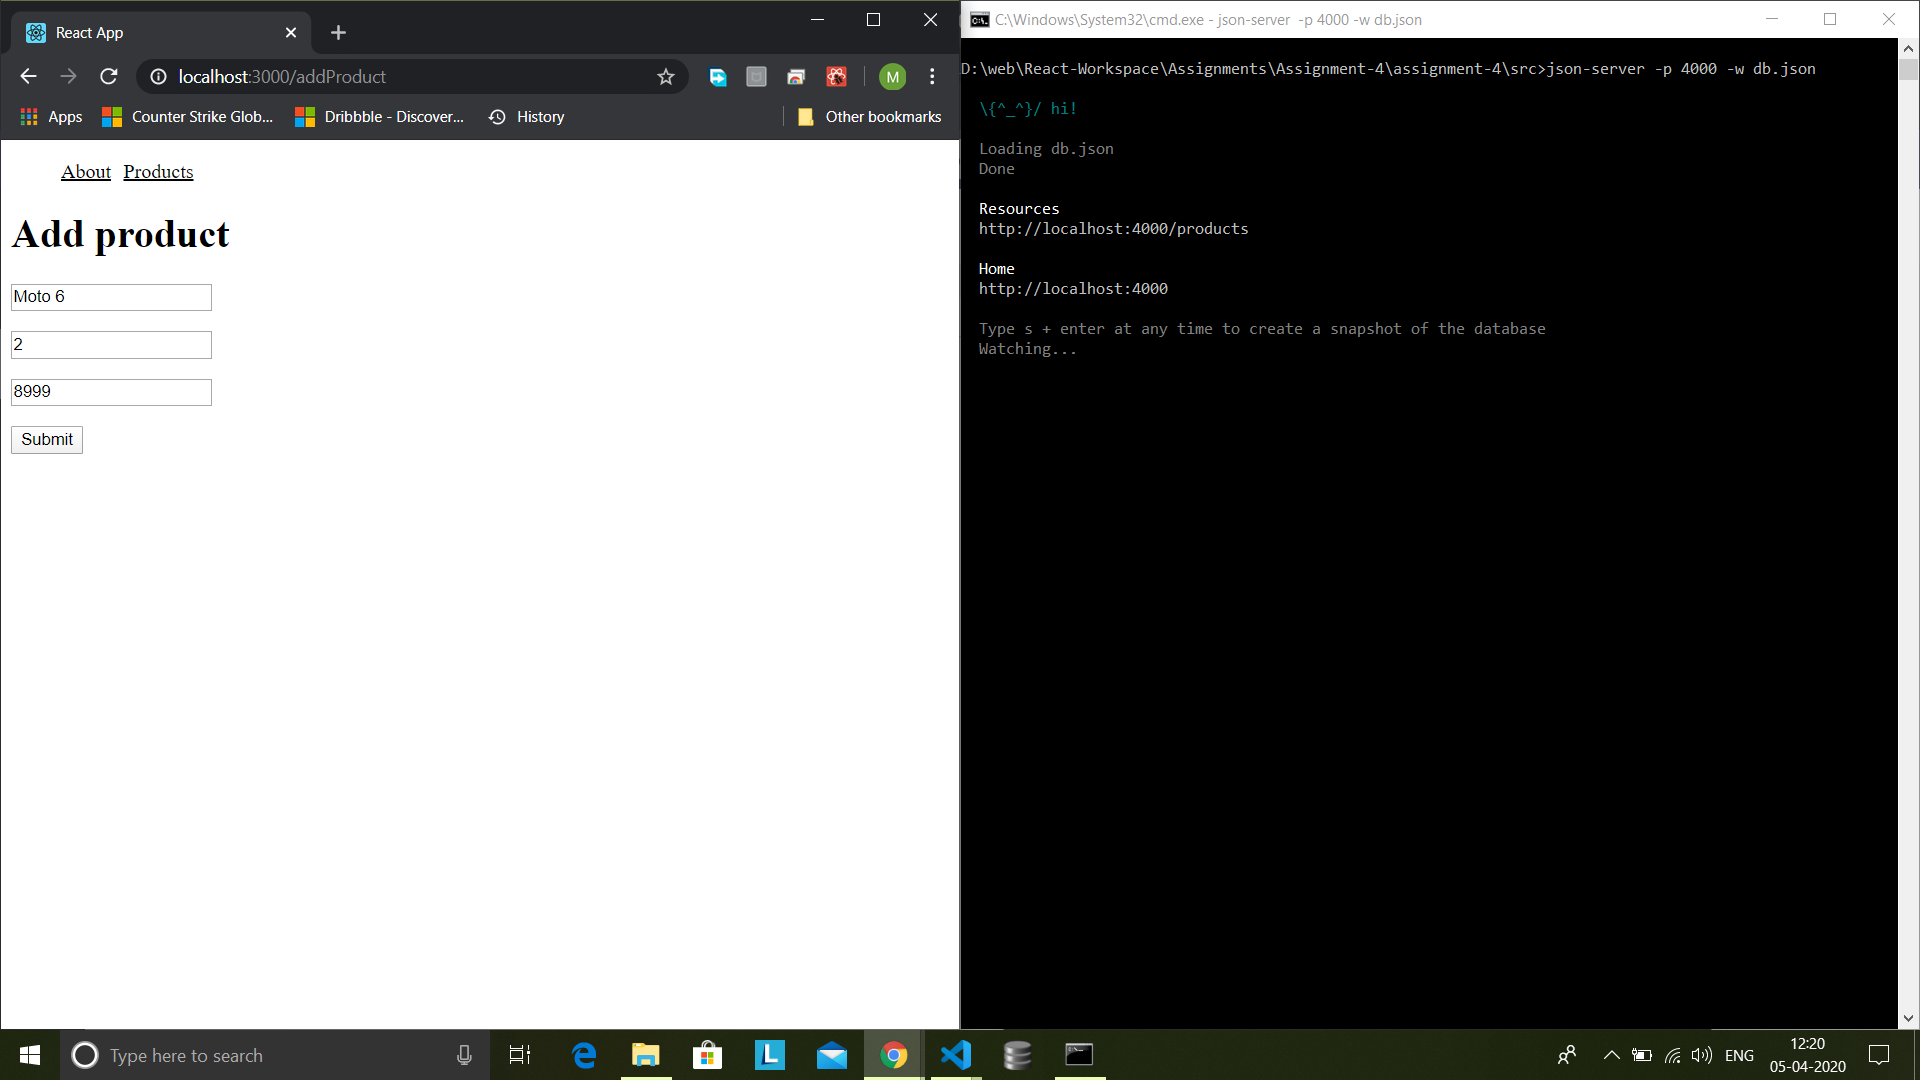 React App
localhost:3000/addProduct
M
Apps Counter Strike Glob... Dribbble - Discover... History Other bookmarks
About Products
Add product
Moto 6
2
8999
Submit
C:\Windows\System32\cmd.exe - json-server  -p 4000 -w db.json
D:\web\React-Workspace\Assignments\Assignment-4\assignment-4\src>json-server -p 4000 -w db.json
\{^_^}/ hi!
Loading db.json
Done
Resources
http://localhost:4000/products
Home
http://localhost:4000
Type s + enter at any time to create a snapshot of the database
Watching...
Type here to search
L
ENG
12:20
05-04-2020